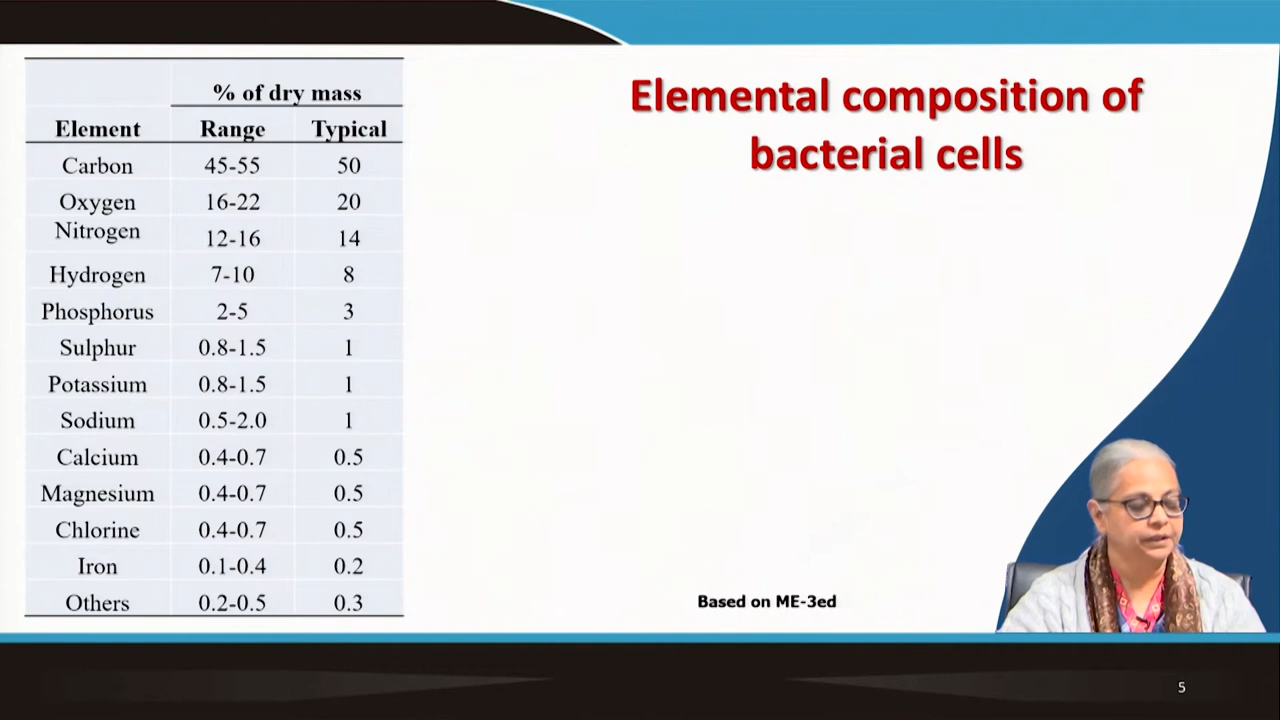 % of dry mass
Element Range Typical
Carbon 45-55 50
Oxygen 16-22 20
Nitrogen 12-16 14
Hydrogen 7-10 8
Phosphorus 2-5 3
Sulphur 0.8-1.5 1
Potassium 0.8-1.5 1
Sodium 0.5-2.0 1
Calcium 0.4-0.7 0.5
Magnesium 0.4-0.7 0.5
Chlorine 0.4-0.7 0.5
Iron 0.1-0.4 0.2
Others 0.2-0.5 0.3
Elemental composition of
bacterial cells
Based on ME-3ed
5